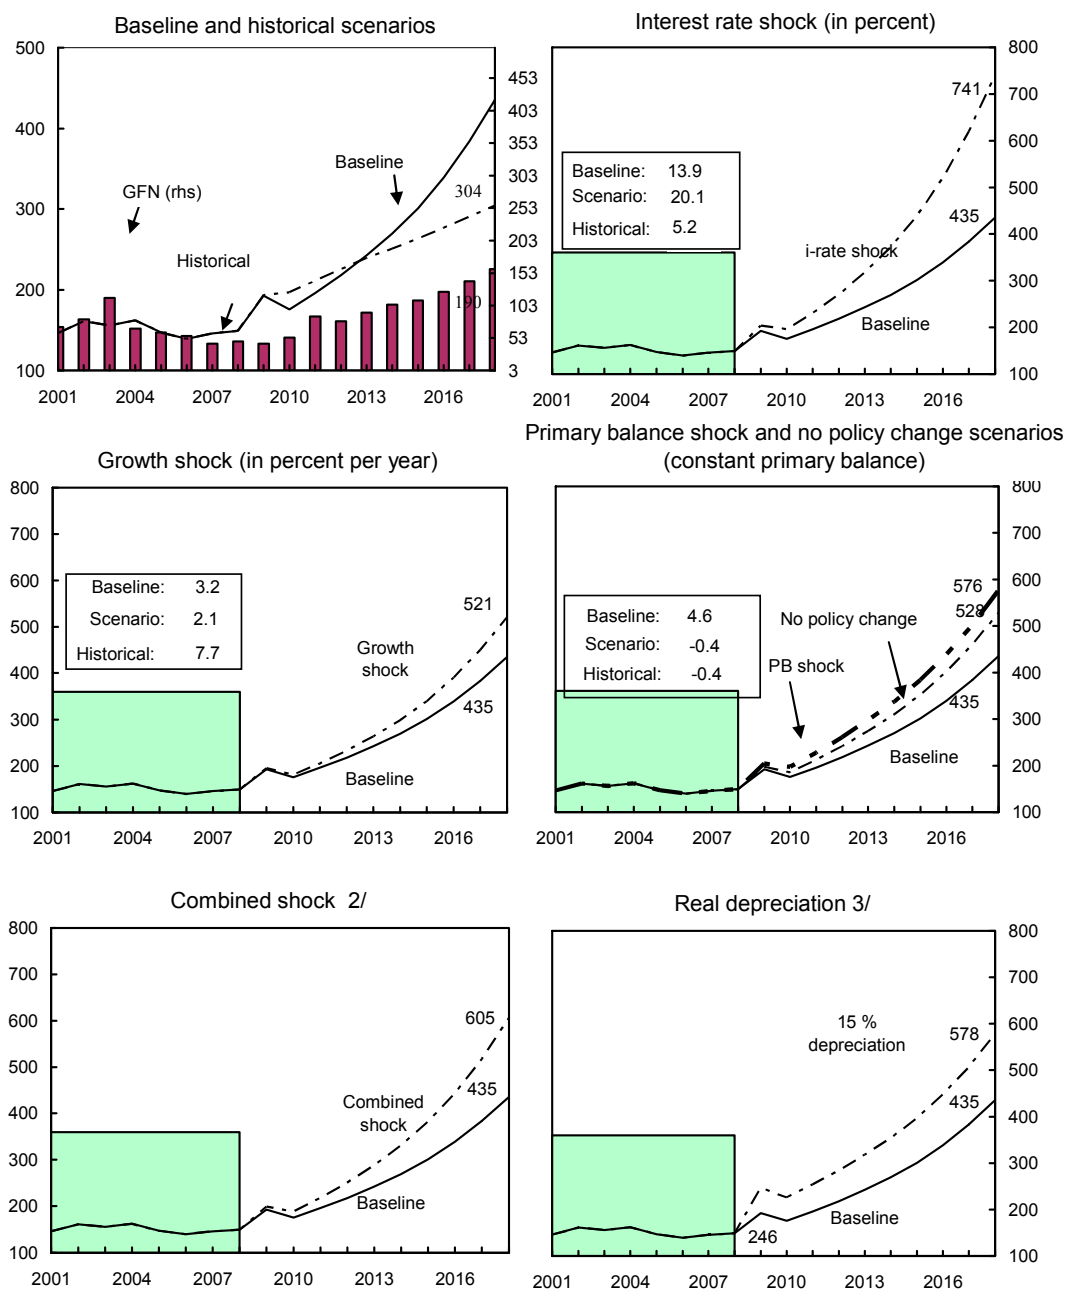 Baseline and historical scenarios
500
400
300
200
100
453
403
353
303
253
203
153
103
53
3
Baseline
304
GFN (rhs)
Historical
190
2001 2004 2007 2010 2013 2016
Interest rate shock (in percent)
800
700
600
500
400
300
200
100
741
Baseline: 13.9
Scenario: 20.1
Historical: 5.2
435
i-rate shock
Baseline
2001 2004 2007 2010 2013 2016
Growth shock (in percent per year)
800
700
600
500
400
300
200
100
Baseline: 3.2
Scenario: 2.1
Historical: 7.7
521
Growth
shock
435
Baseline
2001 2004 2007 2010 2013 2016
Primary balance shock and no policy change scenarios
(constant primary balance)
800
700
600
500
400
300
200
100
576
528
Baseline: 4.6
Scenario: -0.4
Historical: -0.4
No policy change
PB shock
435
Baseline
2001 2004 2007 2010 2013 2016
Combined shock 2/
800
700
600
500
400
300
200
100
605
435
Combined
shock
Baseline
2001 2004 2007 2010 2013 2016
Real depreciation 3/
800
700
600
500
400
300
200
100
15 %
depreciation
578
435
Baseline
246
2001 2004 2007 2010 2013 2016